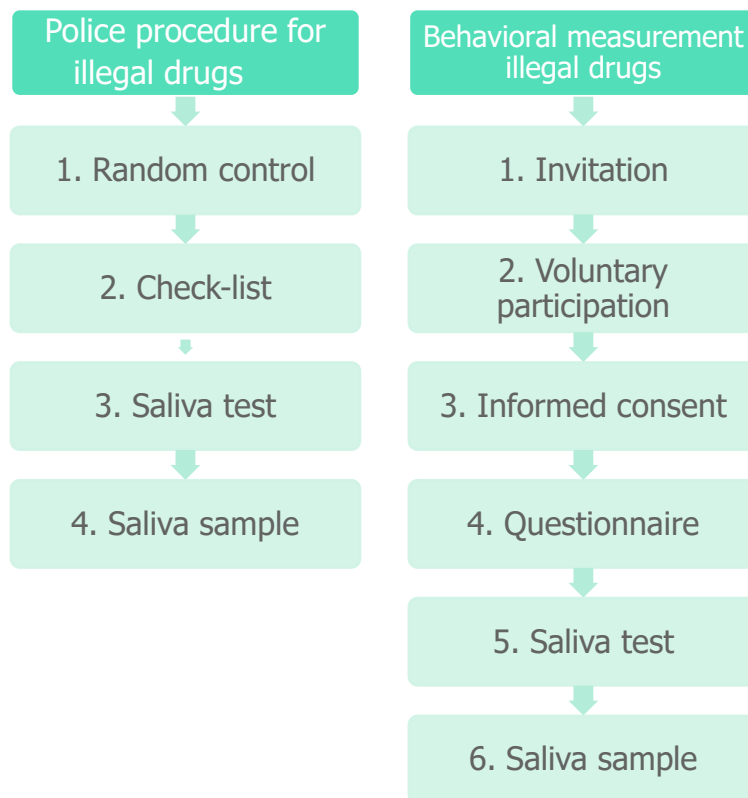 Police procedure for
illegal drugs
1. Random control
2. Check-list
3. Saliva test
4. Saliva sample
Behavioral measurement
illegal drugs
1. Invitation
2. Voluntary
participation
3. Informed consent
4. Questionnaire
5. Saliva test
6. Saliva sample